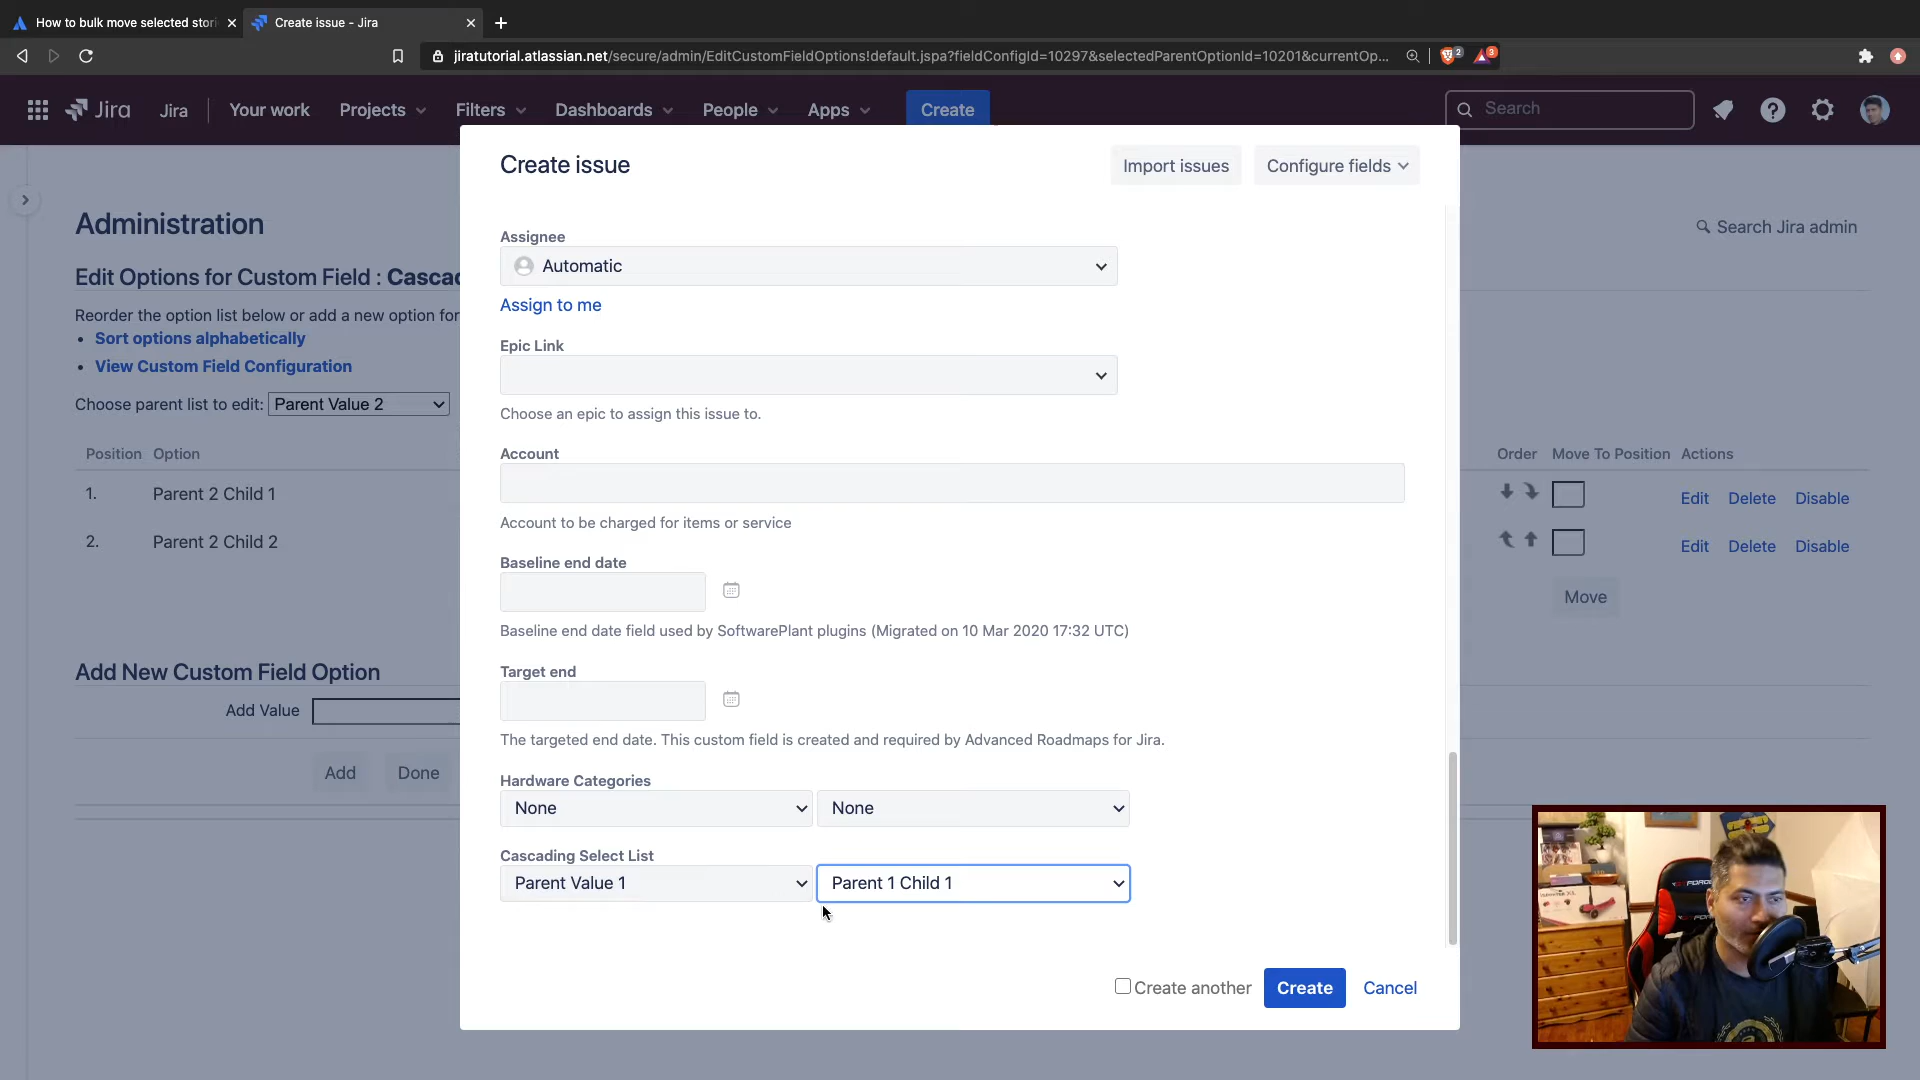 How to bulk move selected stori
Create issue - Jira
jiratutorial.atlassian.net/secure/admin/EditCustomFieldOptions!default.jspa?fieldConfigId=10297&selectedParentOptionId=10201&currentOp...
2
3
Jira
Jira
Your work
Projects
Filters
Dashboards
People
Apps
Create
Search
Create issue
Import issues
Configure fields
Administration
Search Jira admin
Edit Options for Custom Field : Cascad
Reorder the option list below or add a new option for
• Sort options alphabetically
• View Custom Field Configuration
Choose parent list to edit: Parent Value 2
Position Option
Order Move To Position Actions
1. Parent 2 Child 1
Edit Delete Disable
2. Parent 2 Child 2
Edit Delete Disable
Move
Add New Custom Field Option
Add Value
Add
Done
Assignee
Automatic
Assign to me
Epic Link
Choose an epic to assign this issue to.
Account
Account to be charged for items or service
Baseline end date
Baseline end date field used by SoftwarePlant plugins (Migrated on 10 Mar 2020 17:32 UTC)
Target end
The targeted end date. This custom field is created and required by Advanced Roadmaps for Jira.
Hardware Categories
None
None
Cascading Select List
Parent Value 1
Parent 1 Child 1
Create another
Create
Cancel